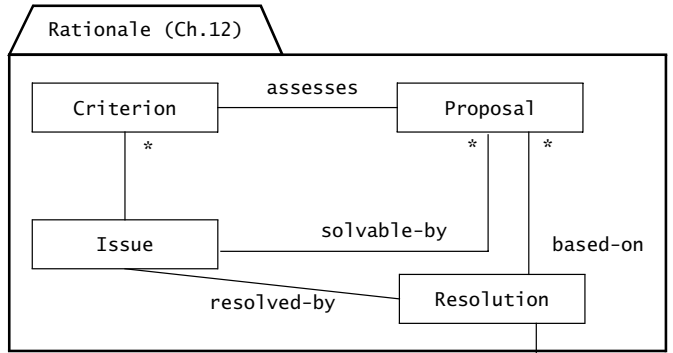 Rationale (Ch.12)
assesses
Criterion
Proposal
*
*
*
solvable-by
Issue
based-on
resolved-by
Resolution